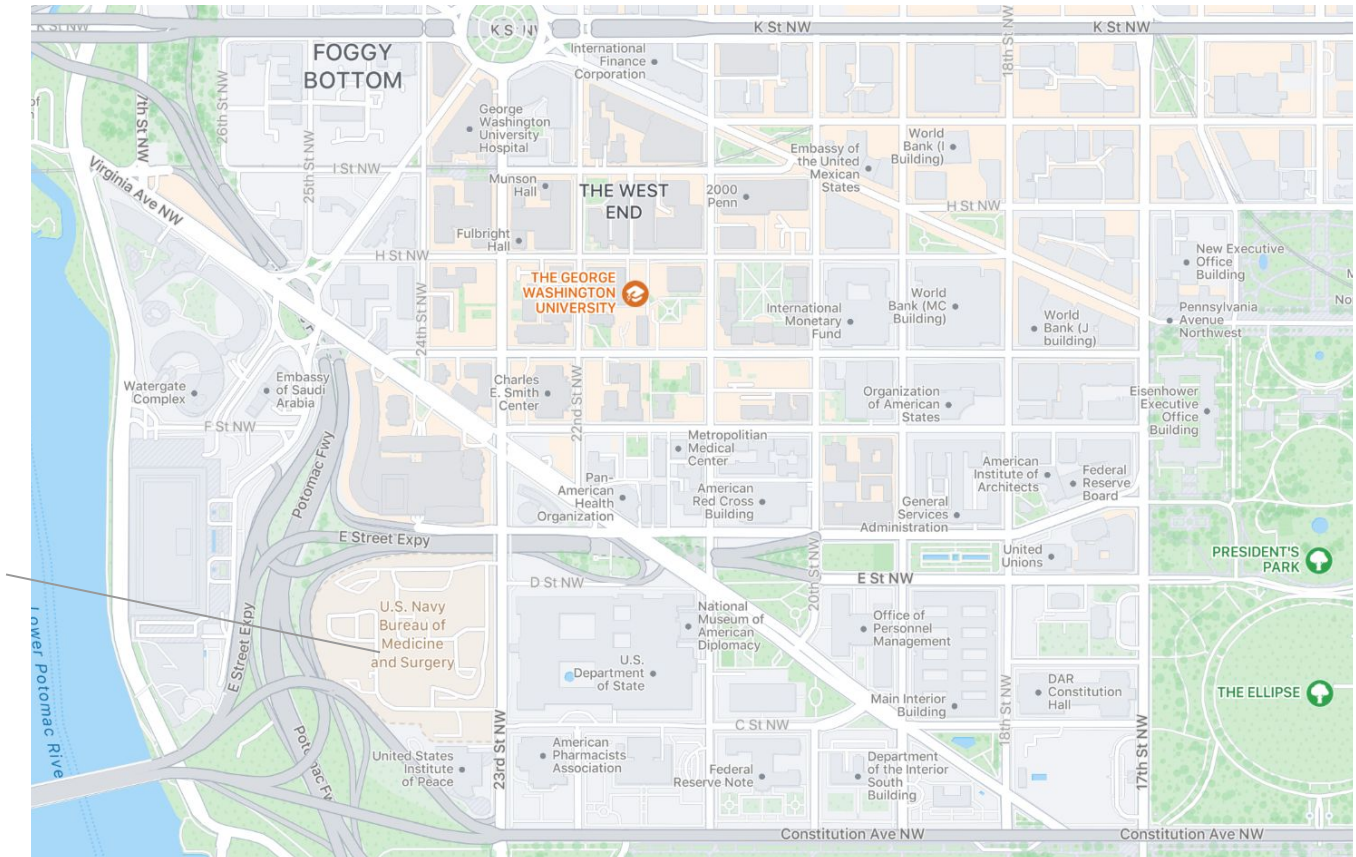 K St NW
K St NW
K St NW
K St NW
FOGGY
BOTTOM
International
Finance
Corporation
18th St NW
26th St NW
7th St NW
25th St NW
George
Washington
University
Hospital
I St NW
Virginia Ave NW
Munson
Hall
THE WEST
END
2000
Penn
Embassy of
the United
Mexican
States
World
Bank (I
Building)
H St NW
Fulbright
Hall
H St NW
New Executive
Office
Building
THE GEORGE
WASHINGTON
UNIVERSITY
24th St NW
International
Monetary
Fund
World
Bank (MC
Building)
World
Bank (J
building)
Pennsylvania
Avenue
Northwest
Watergate
Complex
Embassy
of Saudi
Arabia
Charles
E. Smith
Center
22nd St NW
Organization
of American
States
Eisenhower
Executive
Office
Building
F St NW
Potomac Fwy
Metropolitian
Medical
Center
Pan-
American
Health
Organization
American
Red Cross
Building
American
Institute of
Architects
Federal
Reserve
Board
General
Services
Administration
E Street Expy
United
Unions
PRESIDENT'S
PARK
D St NW
20th St NW
E St NW
U.S. Navy
Bureau of
Medicine
and Surgery
National
Museum of
American
Diplomacy
Office of
Personnel
Management
E Street Expy
Lower Potomac Rive
U.S.
Department
of State
DAR
Constitution
Hall
Main Interior
Building
THE ELLIPSE
C St NW
18th St NW
17th St NW
23rd St NW
Potomac Fw
United States
Institute
of Peace
American
Pharmacists
Association
Federal
Reserve Note
Department
of the Interior
South
Building
Constitution Ave NW
Constitution Ave NW